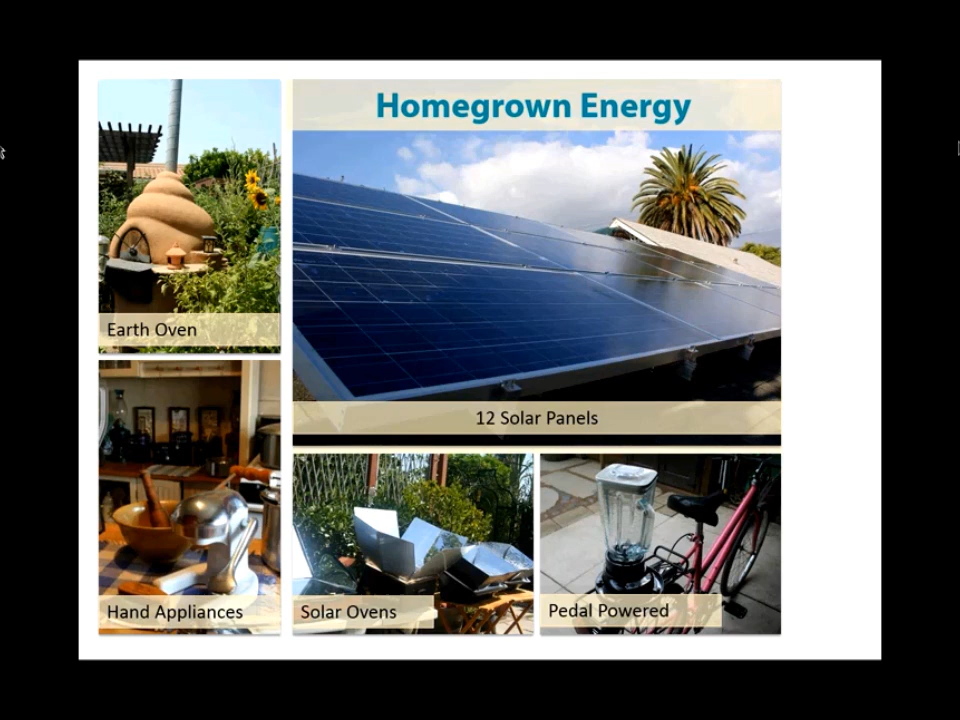 Homegrown Energy
Earth Oven
12 Solar Panels
Hand Appliances
Solar Ovens
Pedal Powered